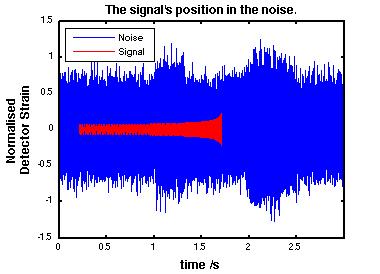 The signal's position in the noise.
Noise
Signal
Normalised
Detector Strain
1.5
1
0.5
0
-0.5
-1
-1.5
0 0.5 1 1.5 2 2.5
time /s